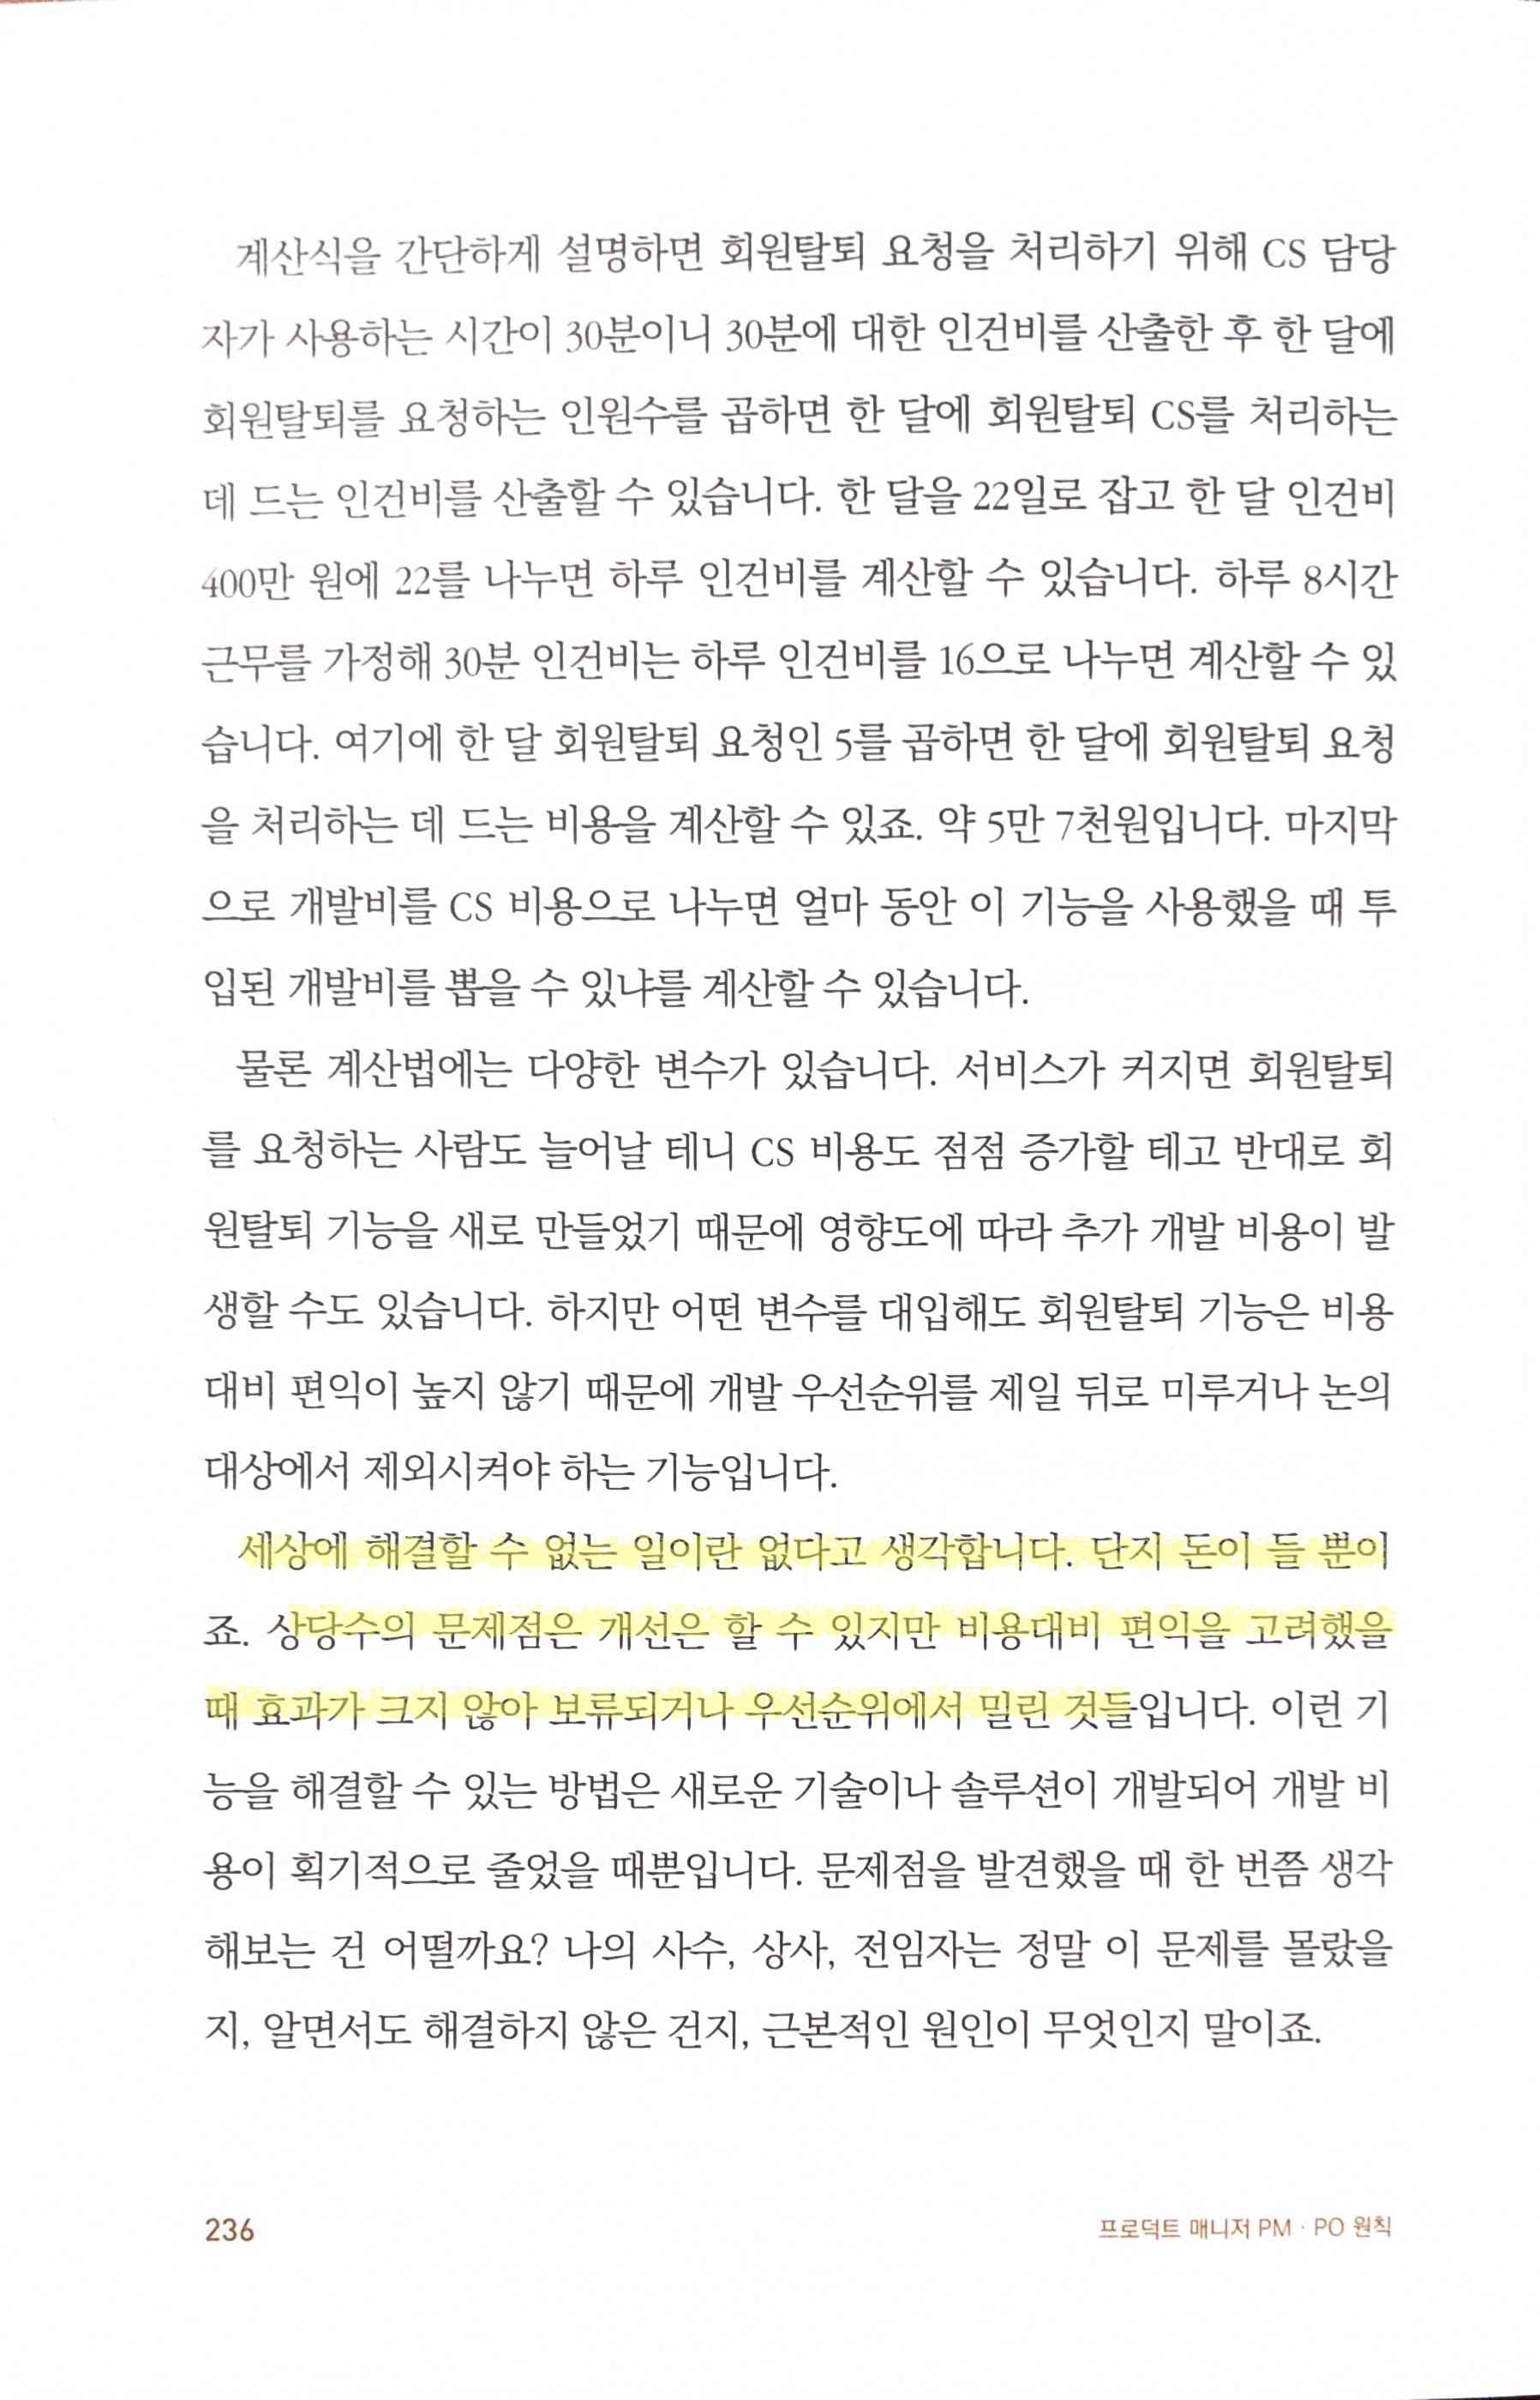 계산식을 간단하게 설명하면 회원탈퇴 요청을 처리하기 위해 CS 담당
자가 사용하는 시간이 30분이니 30분에 대한 인건비를 산출한 후 한 달에
회원탈퇴를 요청하는 인원수를 곱하면 한 달에 회원탈퇴 CS를 처리하는
데 드는 인건비를 산출할 수 있습니다. 한 달을 22일로 잡고 한 달 인건비
400만 원에 22를 나누면 하루 인건비를 계산할 수 있습니다. 하루 8시간
근무를 가정해 30분 인건비는 하루 인건비를 16으로 나누면 계산할 수 있
습니다. 여기에 한 달 회원탈퇴 요청인 5를 곱하면 한 달에 회원탈퇴 요청
을 처리하는 데 드는 비용을 계산할 수 있죠. 약 5만 7천원입니다. 마지막
으로 개발비를 CS 비용으로 나누면 얼마 동안 이 기능을 사용했을 때 투
입된 개발비를 뽑을 수 있냐를 계산할 수 있습니다.
물론 계산법에는 다양한 변수가 있습니다. 서비스가 커지면 회원탈퇴
를 요청하는 사람도 늘어날 테니 CS 비용도 점점 증가할 테고 반대로 회
원탈퇴 기능을 새로 만들었기 때문에 영향도에 따라 추가 개발 비용이 발
생할 수도 있습니다. 하지만 어떤 변수를 대입해도 회원탈퇴 기능은 비용
대비 편익이 높지 않기 때문에 개발 우선순위를 제일 뒤로 미루거나 논의
대상에서 제외시켜야 하는 기능입니다.
세상에 해결할 수 없는 일이란 없다고 생각합니다. 단지 돈이 들 뿐이
죠. 상당수의 문제점은 개선은 할 수 있지만 비용대비 편익을 고려했을
때 효과가 크지 않아 보류되거나 우선순위에서 밀린 것들입니다. 이런 기
능을 해결할 수 있는 방법은 새로운 기술이나 솔루션이 개발되어 개발 비
용이 획기적으로 줄었을 때뿐입니다. 문제점을 발견했을 때 한 번쯤 생각
해보는 건 어떨까요? 나의 사수, 상사, 전임자는 정말 이 문제를 몰랐을
지, 알면서도 해결하지 않은 건지, 근본적인 원인이 무엇인지 말이죠.
236
프로덕트 매니저 PM · PO 원칙